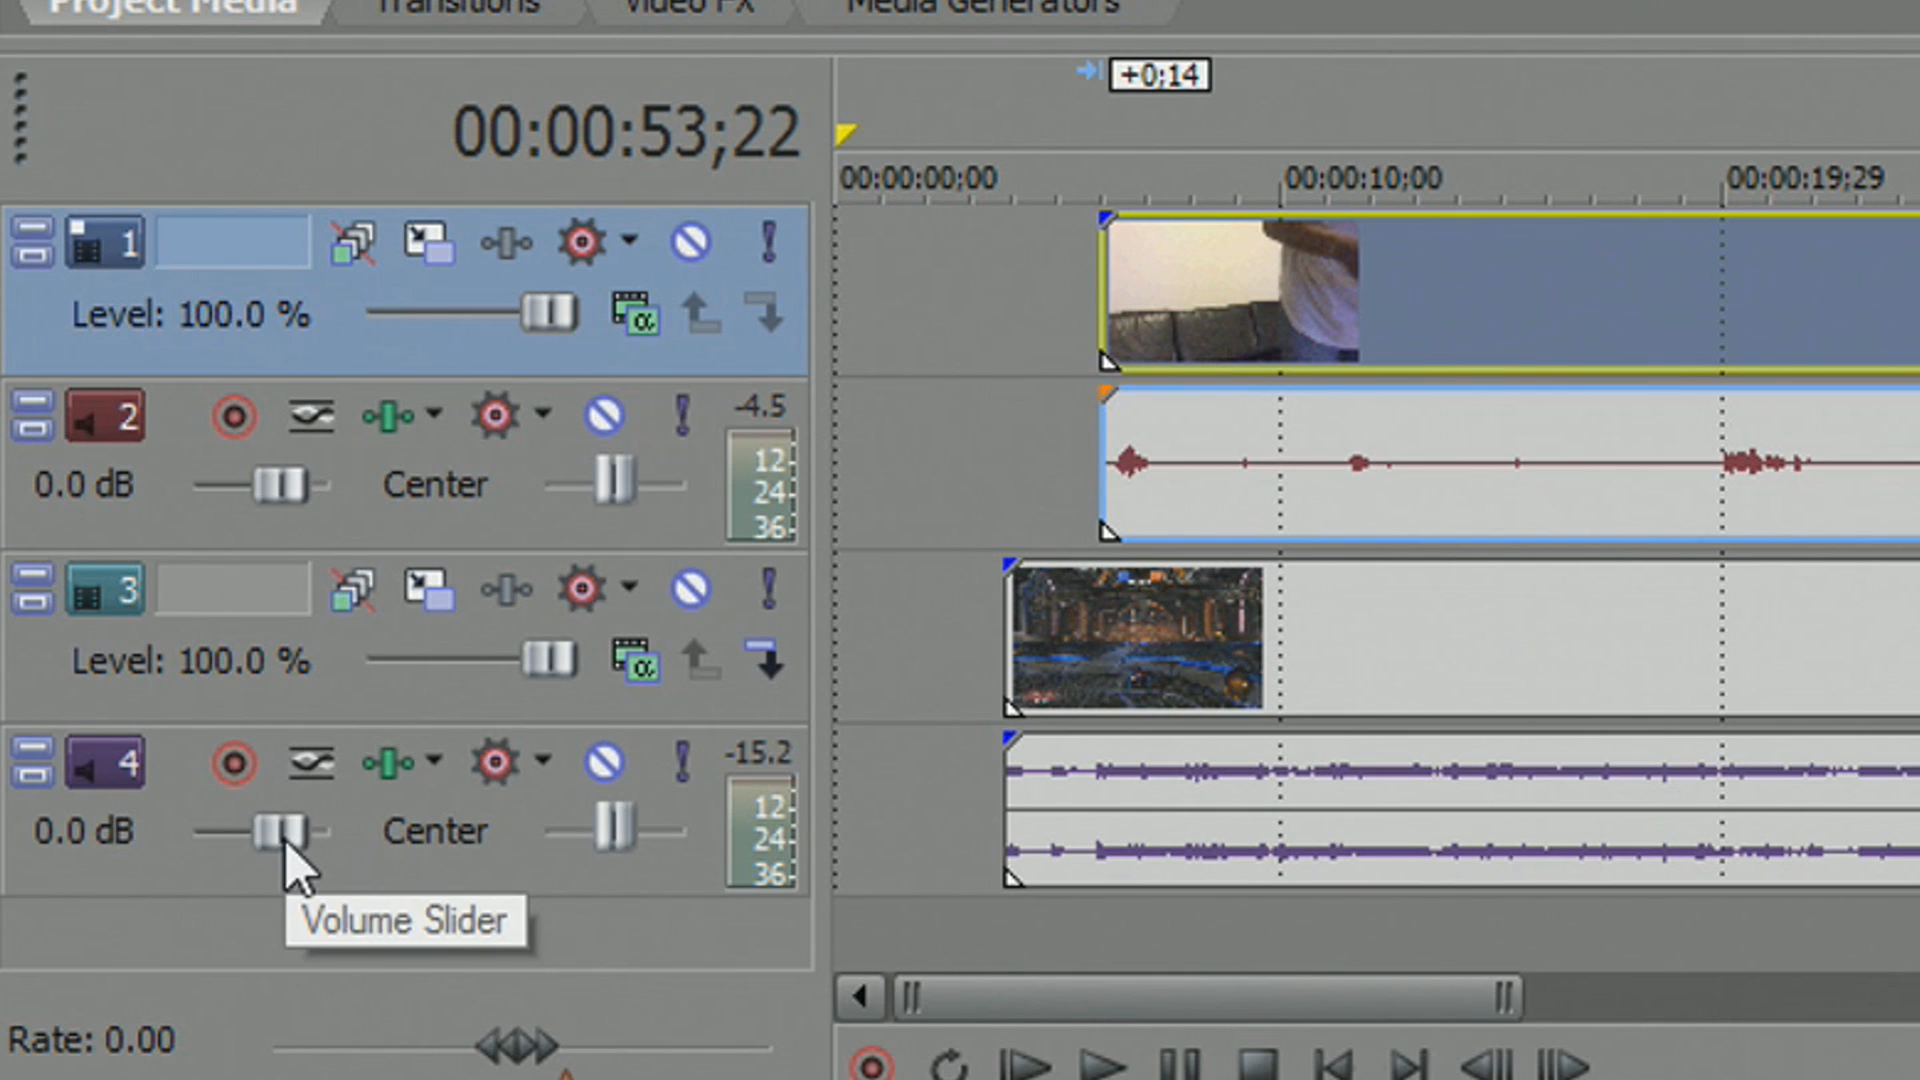 Project Media Transitions Video FX Media Generators
+0;14
00:00:53;22
00:00:00;00 00:00:10;00 00:00:19;29
1
Level: 100.0 %
2 -4.5
0.0 dB Center
12
24
36
3
Level: 100.0 %
4 -15.2
0.0 dB Center
12
24
36
Volume Slider
Rate: 0.00